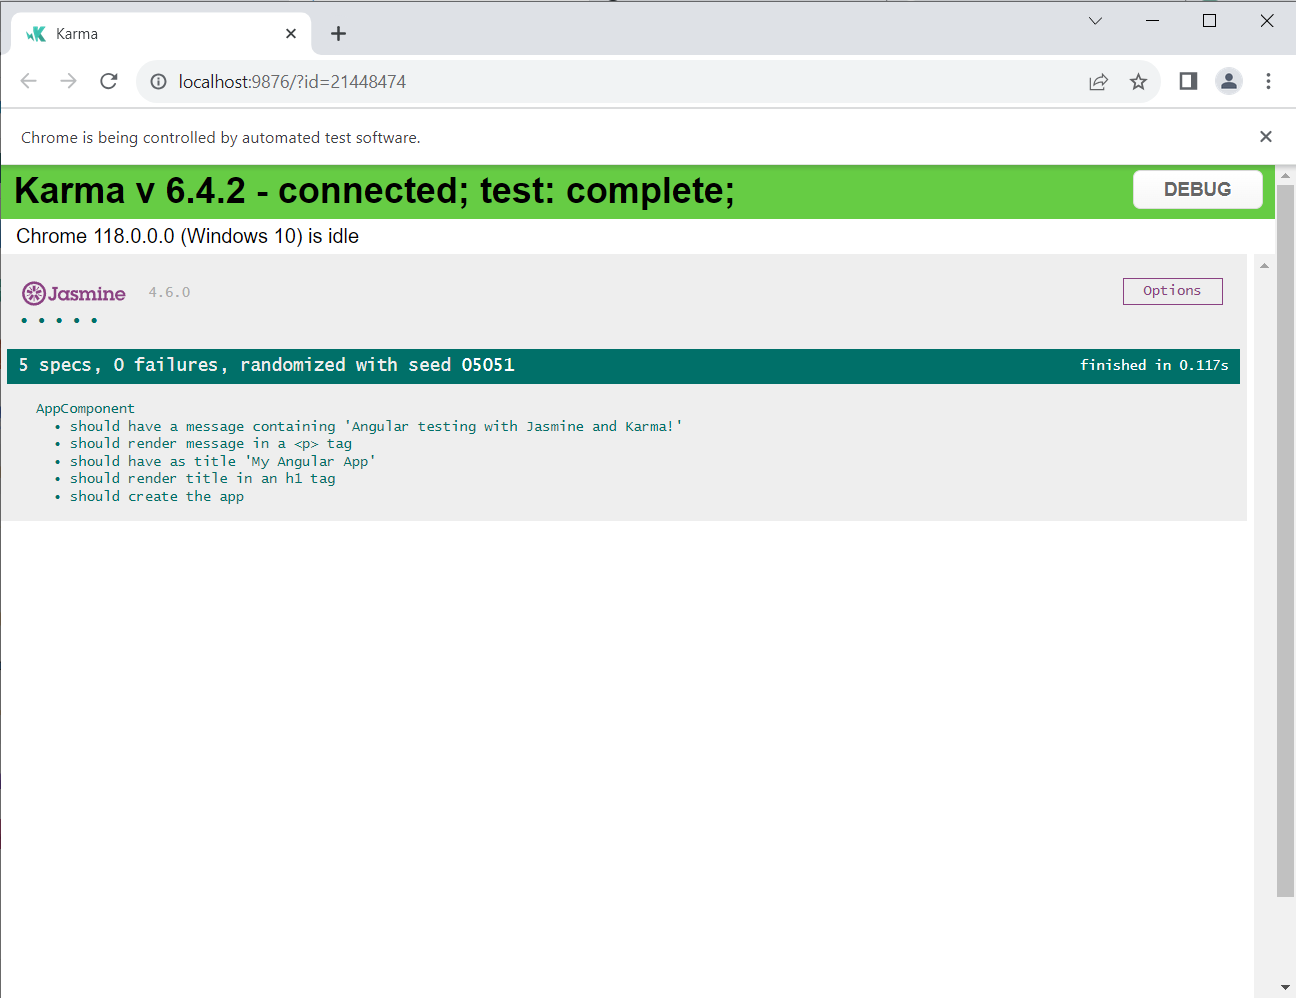 Karma
localhost:9876/?id=21448474
Chrome is being controlled by automated test software.
Karma v 6.4.2 - connected; test: complete;
DEBUG
Chrome 118.0.0.0 (Windows 10) is idle
Jasmine 4.6.0
Options
• • • • •
5 specs, 0 failures, randomized with seed 05051
finished in 0.117s
AppComponent
• should have a message containing 'Angular testing with Jasmine and Karma!'
• should render message in a <p> tag
• should have as title 'My Angular App'
• should render title in an h1 tag
• should create the app